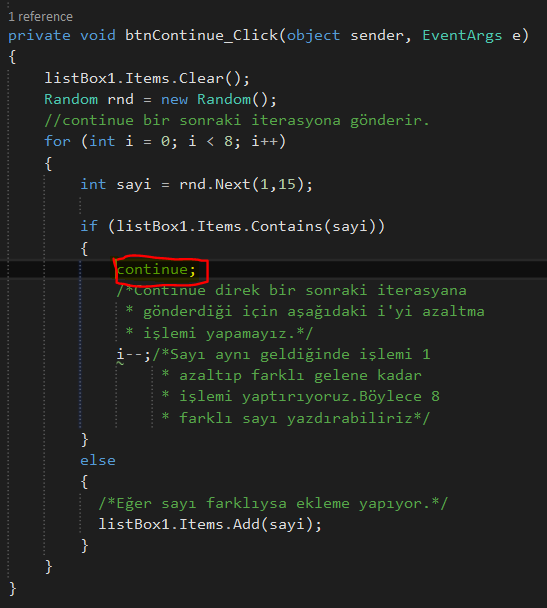 1 reference
private void btnContinue_Click(object sender, EventArgs e)
{
listBox1.Items.Clear();
Random rnd = new Random();
//continue bir sonraki iterasyona gönderir.
for (int i = 0; i < 8; i++)
{
int sayi = rnd.Next(1,15);
if (listBox1.Items.Contains(sayi))
{
continue;
/*Continue direk bir sonraki iterasyana
* gönderdiği için aşağıdaki i'yi azaltma
* işlemi yapamayız.*/
i--;/*Sayı aynı geldiğinde işlemi 1
* azaltıp farklı gelene kadar
* işlemi yaptırıyoruz.Böylece 8
* farklı sayı yazdırabiliriz*/
}
else
{
/*Eğer sayı farklıysa ekleme yapıyor.*/
listBox1.Items.Add(sayi);
}
}
}